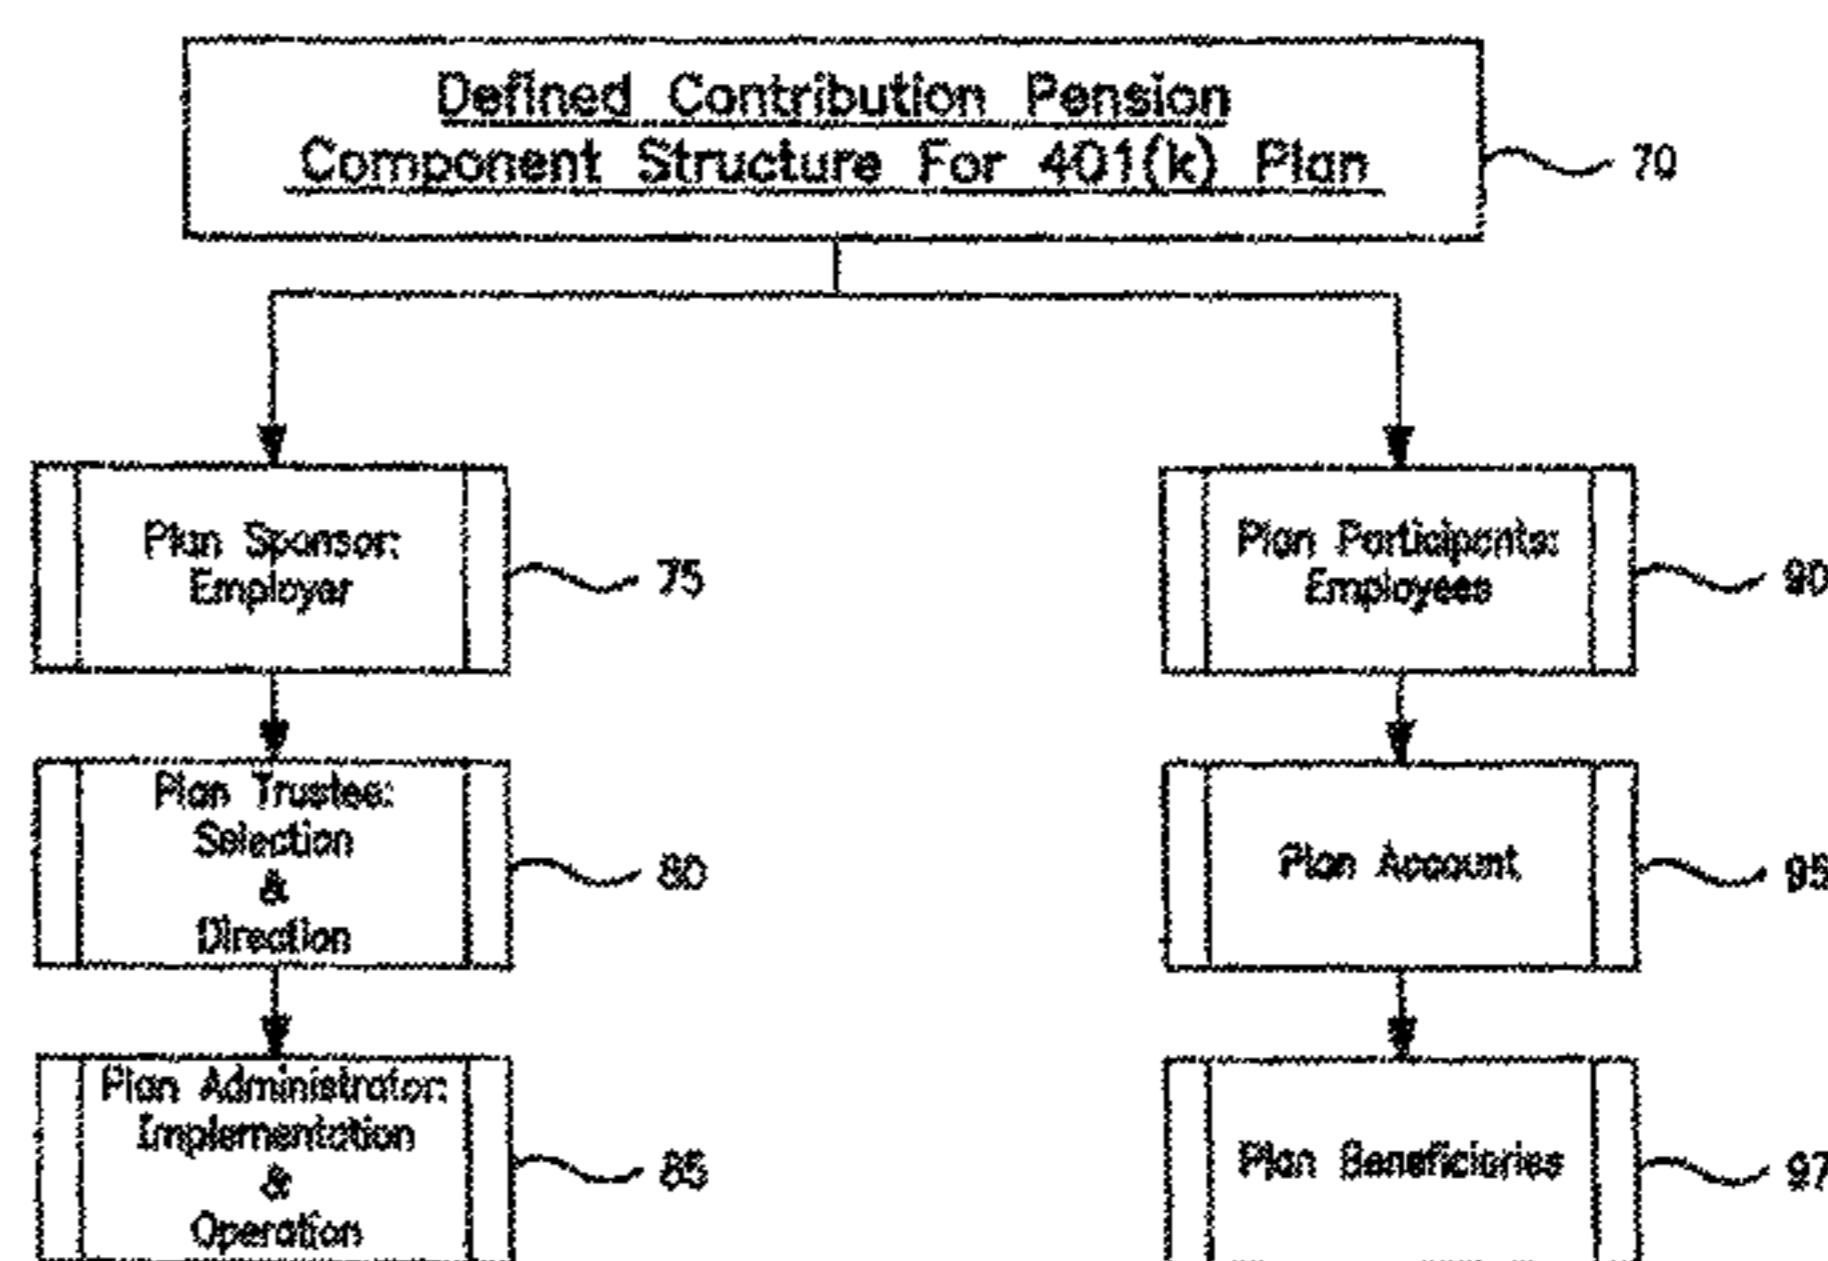 Defined Contribution Pension
Component Structure For 401(k) Plan
70
Plan Sponsor:
Employer
75
Plan Participants:
Employees
90
Plan Trustee:
Selection
&
Direction
80
Plan Account
95
Plan Administrator:
Implementation
&
Operation
85
Plan Beneficiaries
97